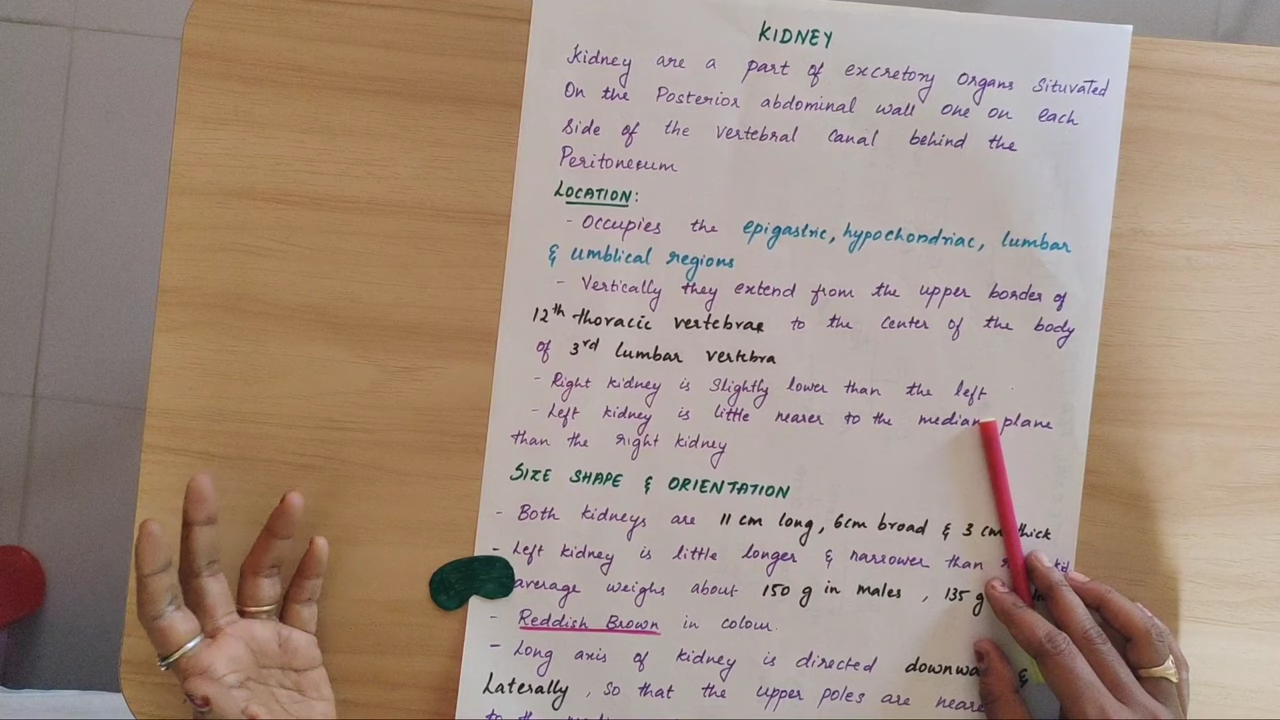 KIDNEY
Kidney are a part of excretory organs Situvated
On the Posterior abdominal wall one on each
Side of the vertebral Canal behind the
Peritoneum
LOCATION:
- Occupies the epigastric, hypochondriac, lumbar
& umblical regions
- Vertically they extend from the upper border of
12th thoracic vertebrae to the Center of the body
of 3rd lumbar vertebra
- Right kidney is Slightly lower than the left
- Left kidney is little nearer to the median plane
than the right kidney
SIZE SHAPE & ORIENTATION
- Both kidneys are 11 cm long, 6cm broad & 3 cm thick
- Left kidney is little longer & narrower than
average weighs about 150 g in males, 135 g
- Reddish Brown in colour.
- Long axis of kidney is directed &
Laterally, so that the upper poles are
to the